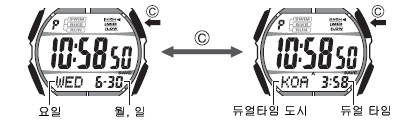 Ⓒ
P
10:58 50
WED 6-30
요일
월, 일
Ⓒ
Ⓒ
P
10:58 50
KOA 3:58
듀얼타임 도시
듀얼 타임